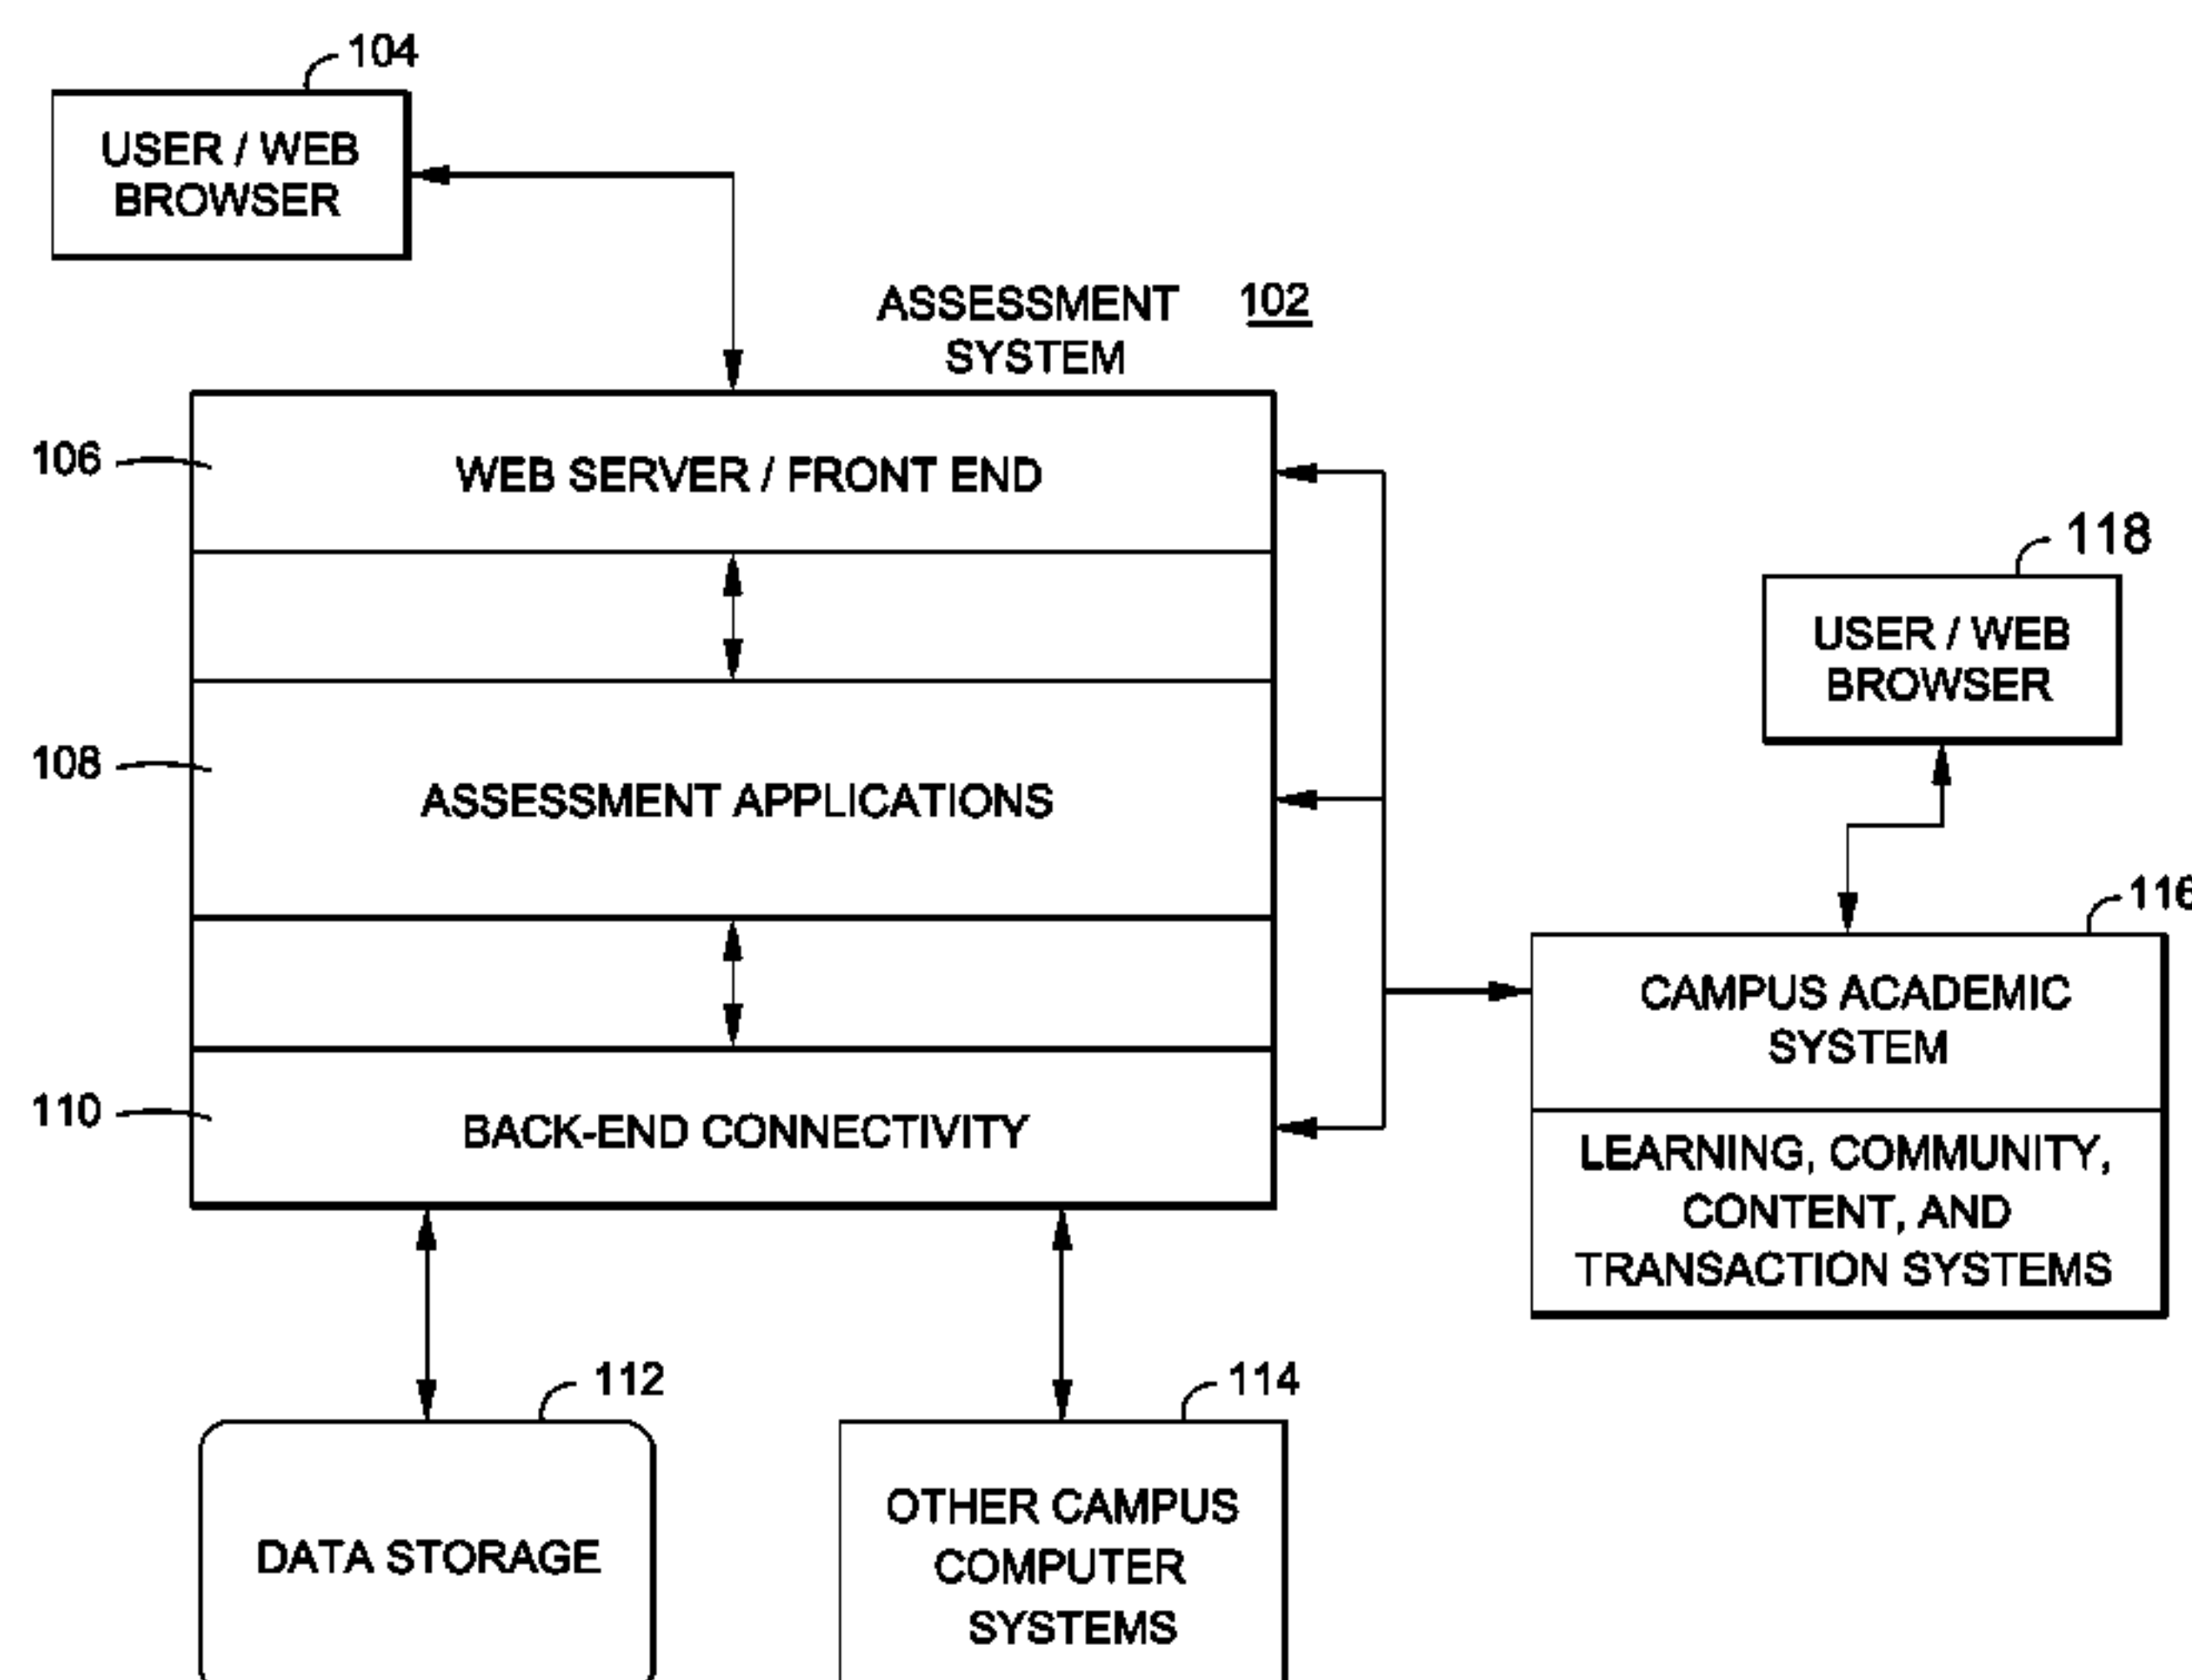 104
USER / WEB
BROWSER
ASSESSMENT 102
SYSTEM
106
WEB SERVER / FRONT END
118
USER / WEB
BROWSER
108
ASSESSMENT APPLICATIONS
116
CAMPUS ACADEMIC
SYSTEM
110
BACK-END CONNECTIVITY
LEARNING, COMMUNITY,
CONTENT, AND
TRANSACTION SYSTEMS
112
DATA STORAGE
114
OTHER CAMPUS
COMPUTER
SYSTEMS